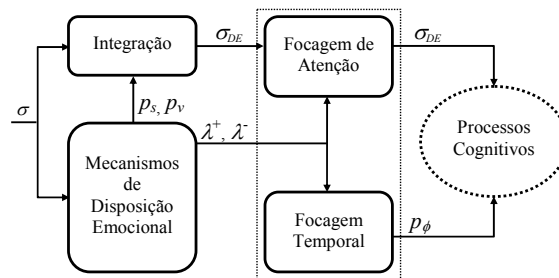 Integração
σ_DE
Focagem de
Atenção
σ_DE
σ
p_s, p_v
λ⁺, λ⁻
Mecanismos
de
Disposição
Emocional
Processos
Cognitivos
Focagem
Temporal
p_ϕ